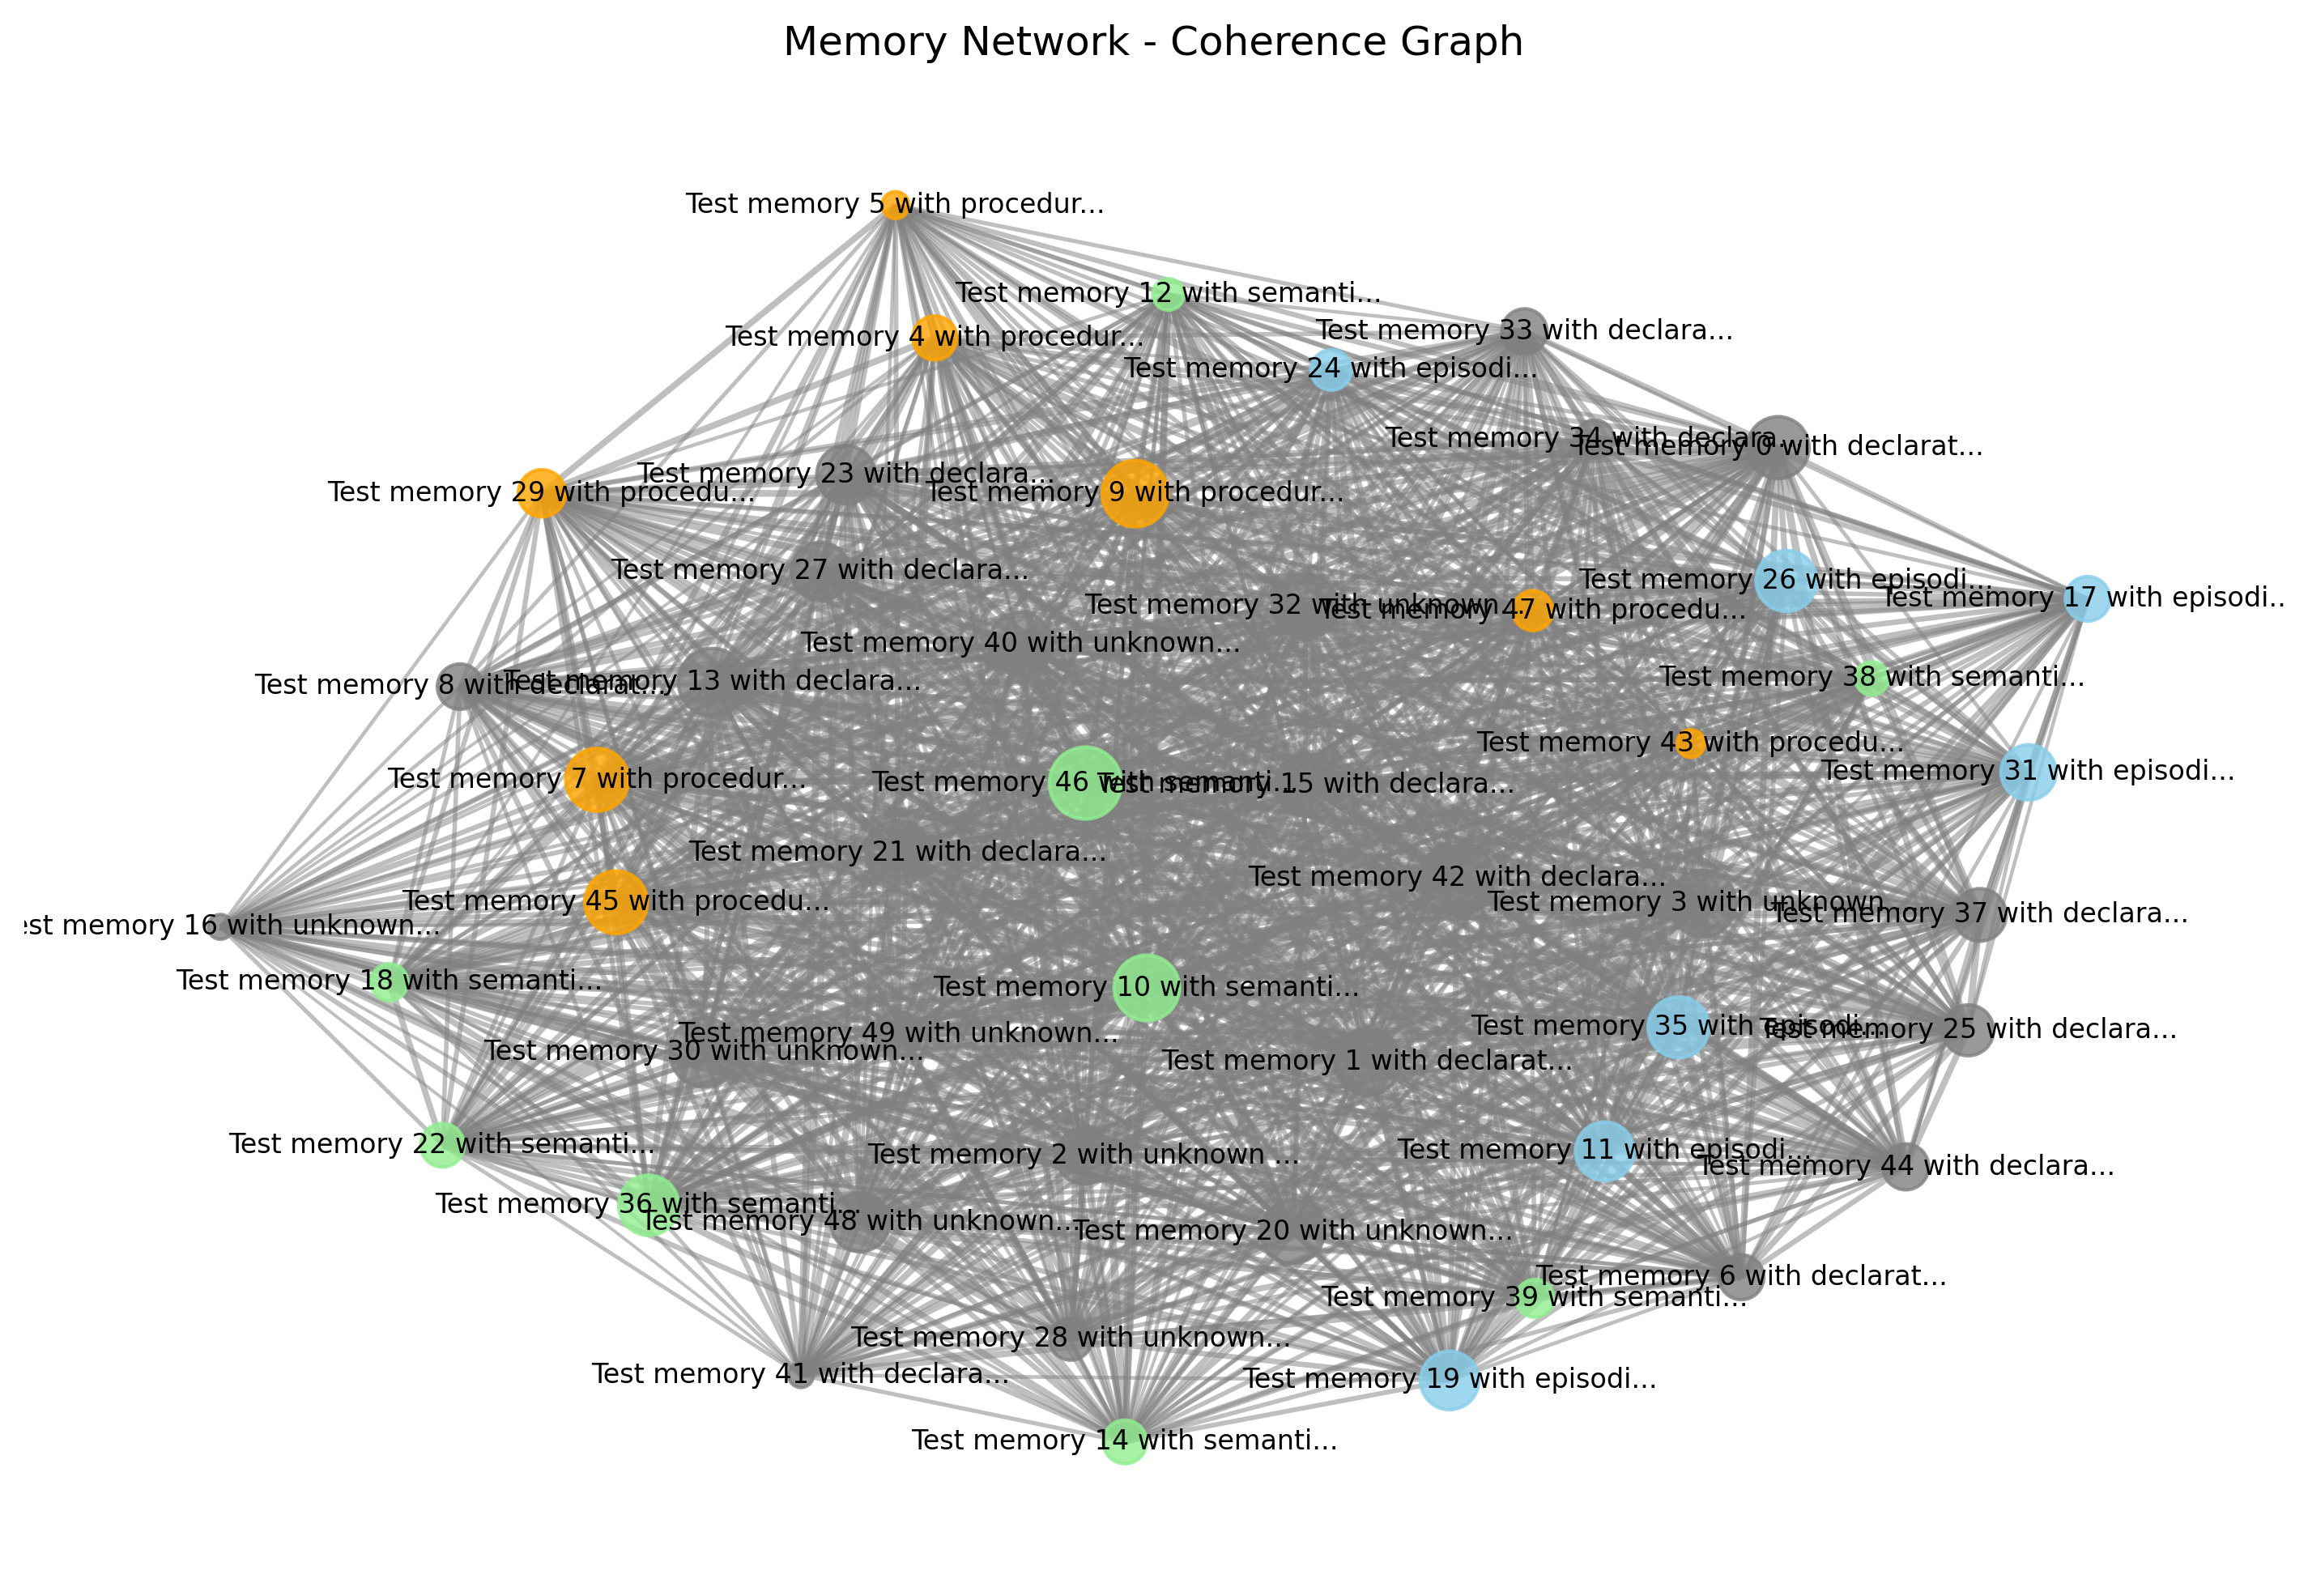 Memory Network - Coherence Graph
Test memory 5 with procedur...
Test memory 12 with semanti...
Test memory 33 with declara...
Test memory 4 with procedur...
Test memory 24 with episodi...
Test memory 34 with declara..
Test memory 0 with declarat...
Test memory 23 with declara...
Test memory 29 with procedu...
Test memory 9 with procedur...
Test memory 27 with declara...
Test memory 26 with episodi...
Test memory 17 with episodi..
Test memory 32 with unknown...
Test memory 47 with procedu...
Test memory 40 with unknown...
Test memory 38 with semanti...
Test memory 8 with declarat...
Test memory 13 with declara...
Test memory 43 with procedu...
Test memory 31 with episodi...
Test memory 7 with procedur...
Test memory 46 with semanti...
Test memory 15 with declara...
Test memory 21 with declara...
Test memory 42 with declara...
Test memory 45 with procedu...
Test memory 3 with unknown
Test memory 37 with declara...
est memory 16 with unknown...
Test memory 18 with semanti...
Test memory 10 with semanti...
Test memory 35 with episodi...
Test memory 25 with declara...
Test memory 49 with unknown...
Test memory 30 with unknown...
Test memory 1 with declarat...
Test memory 22 with semanti...
Test memory 2 with unknown ...
Test memory 11 with episodi...
Test memory 44 with declara...
Test memory 36 with semanti...
Test memory 48 with unknown...
Test memory 20 with unknown...
Test memory 6 with declarat...
Test memory 39 with semanti...
Test memory 28 with unknown...
Test memory 41 with declara...
Test memory 19 with episodi...
Test memory 14 with semanti...